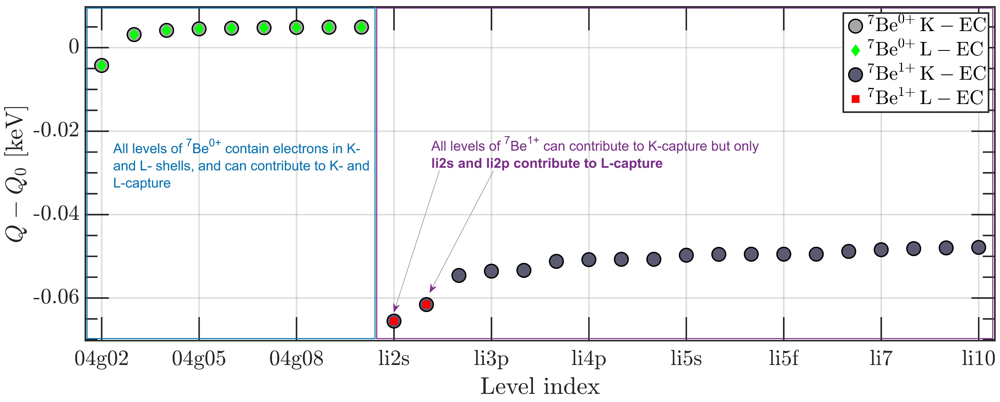 ⁷Be⁰⁺ K − EC
⁷Be⁰⁺ L − EC
⁷Be¹⁺ K − EC
⁷Be¹⁺ L − EC
0
-0.02
-0.04
-0.06
Q − Q₀ [keV]
All levels of ⁷Be⁰⁺ contain electrons in K-
and L- shells, and can contribute to K- and
L-capture
All levels of ⁷Be¹⁺ can contribute to K-capture but only
li2s and li2p contribute to L-capture
04g02 04g05 04g08 li2s li3p li4p li5s li5f li7 li10
Level index